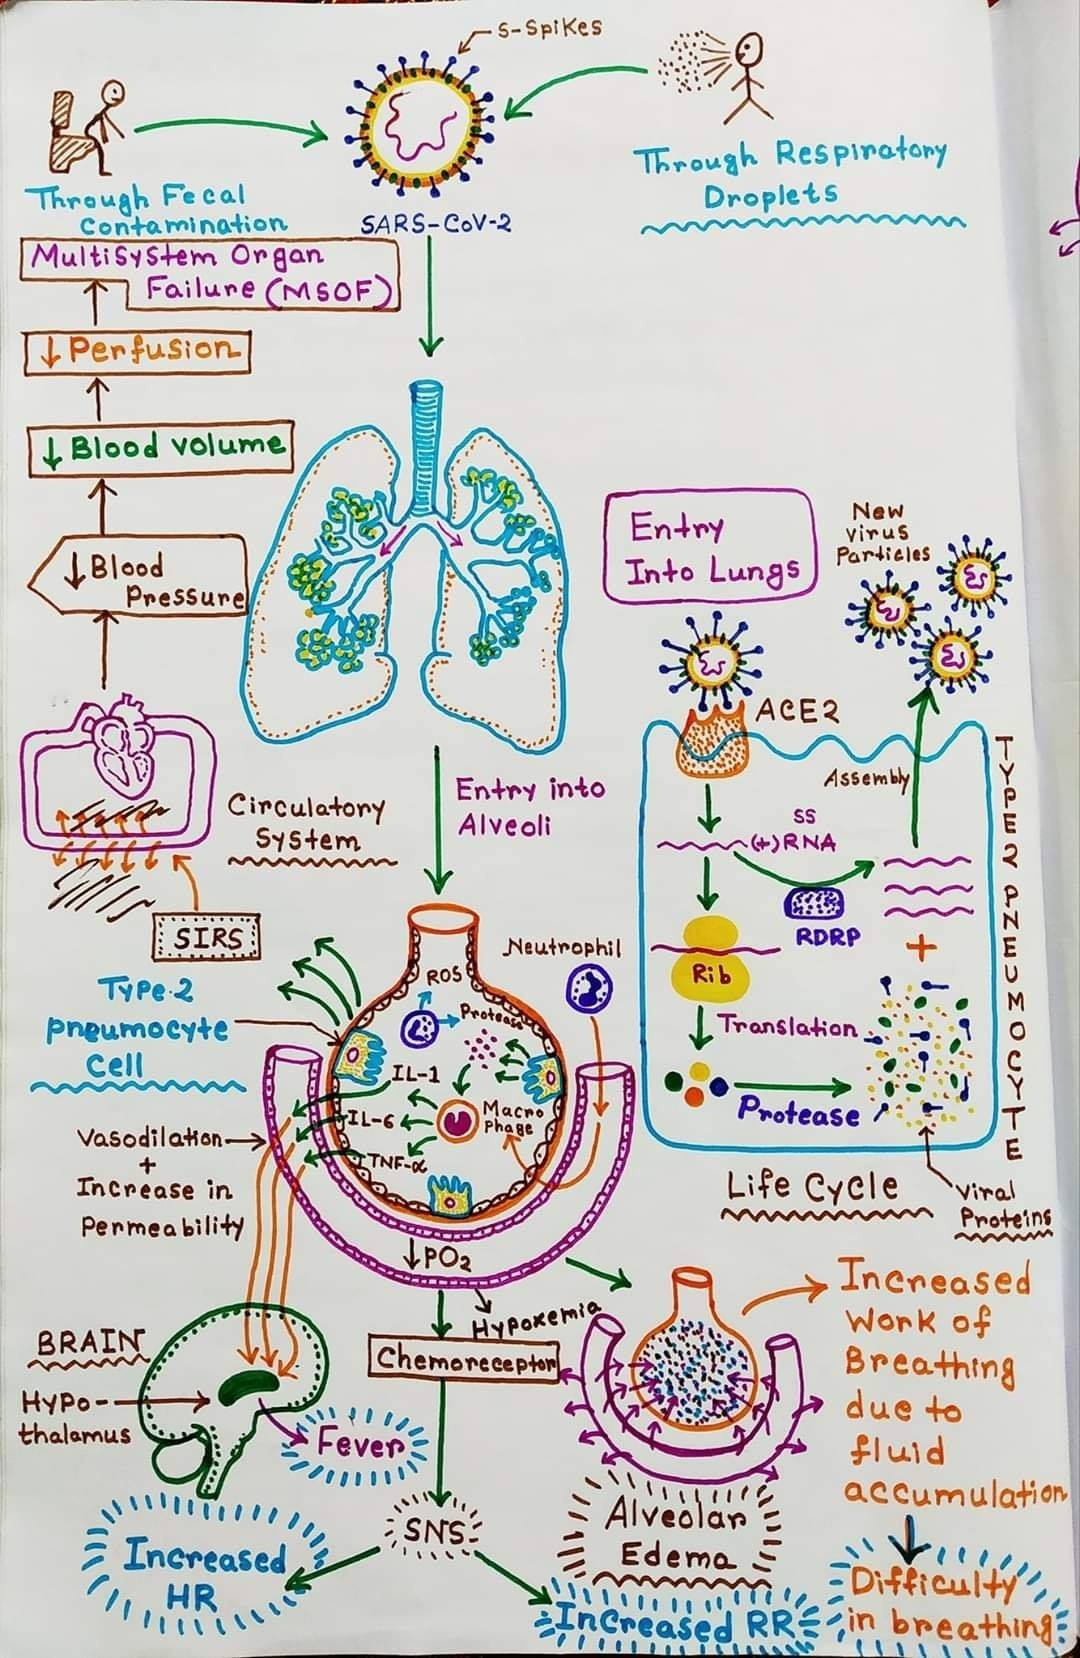 S-Spikes
Through Fecal
Contamination
SARS-CoV-2
Through Respiratory
Droplets
Multisystem Organ
Failure (MSOF)
↓ Perfusion
↓ Blood volume
↓ Blood
Pressure
Circulatory
System
SIRS
Entry into
Alveoli
Entry
Into Lungs
New
virus
Particles
ACE2
Assembly
SS
(+)RNA
RDRP
+
Rib
Translation
Protease
TYPE 2 PNEUMOCYTE
Life Cycle
Viral
Proteins
Type-2
pneumocyte
Cell
ROS
Protease
Neutrophil
IL-1
IL-6
TNF-α
Macro
phage
Vasodilation
+
Increase in
Permeability
↓PO2
Hypoxemia
Chemoreceptor
BRAIN
Hypo-
thalamus
Fever
SNS
Increased
HR
Increased RR
Alveolar
Edema
Increased
Work of
Breathing
due to
fluid
accumulation
Difficulty
in breathing